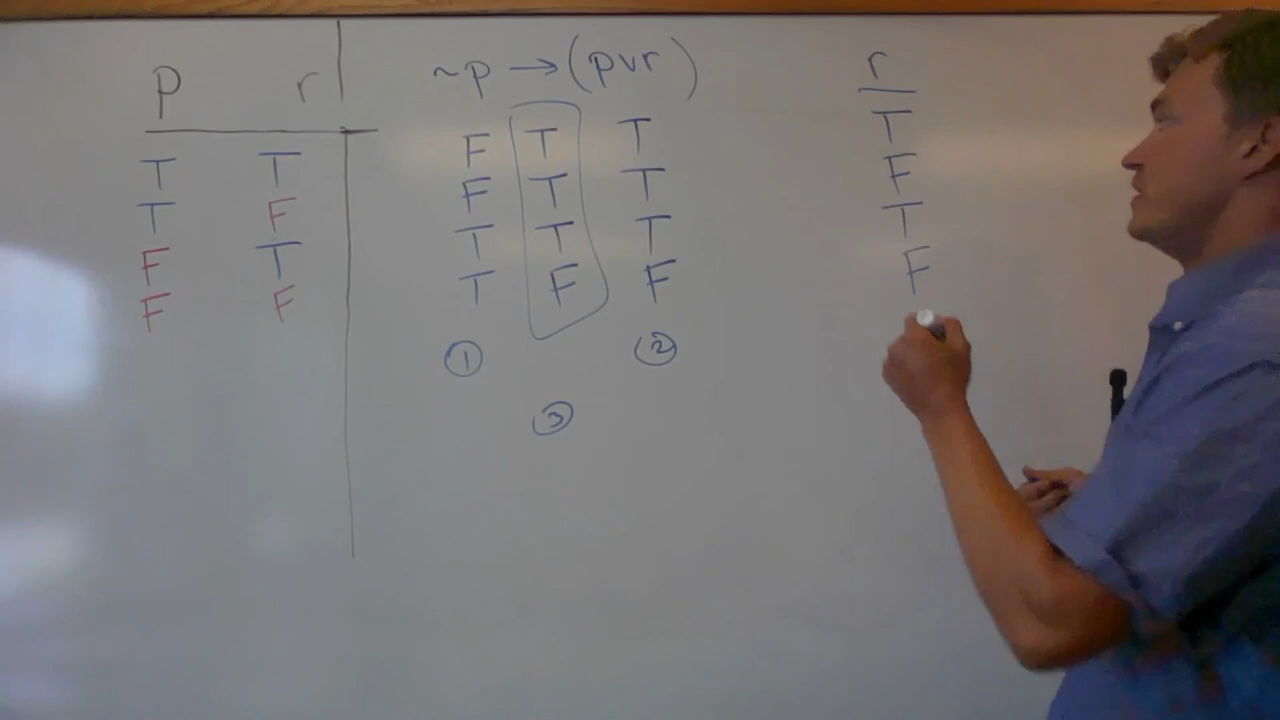 p r ~p → (p∨r) r
T T F T T T
T F F T T F
F T T T T T
F F T F F F
① ②
③